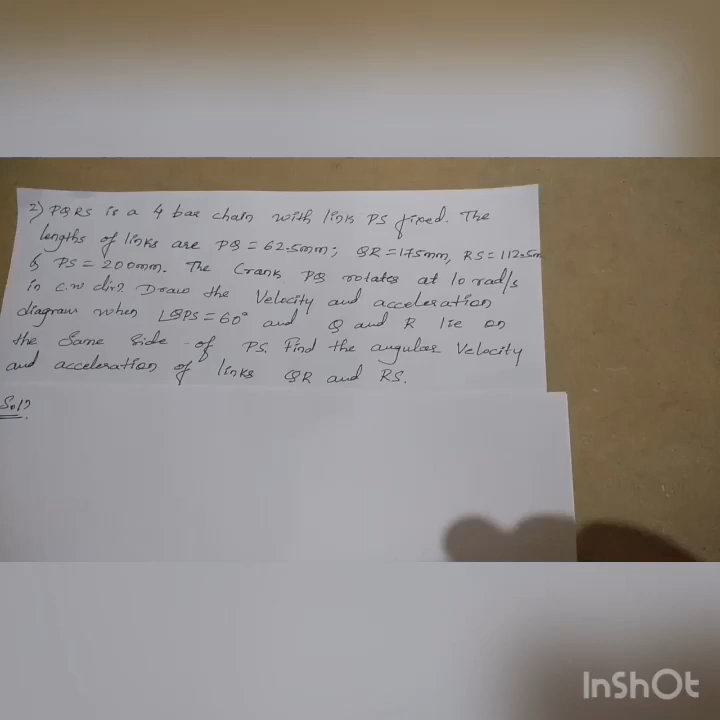 2) PQRS is a 4 bar chain with link PS fixed. The
lengths of links are PQ = 62.5mm; QR = 175mm, RS = 112.5m
& PS = 200mm. The Crank PQ rotates at 10 rad/s
in c.w dirn. Draw the Velocity and acceleration
diagram when ∠QPS = 60° and Q and R lie on
the Same Side of PS. Find the angular Velocity
and acceleration of links QR and RS.
Soln
InShOt